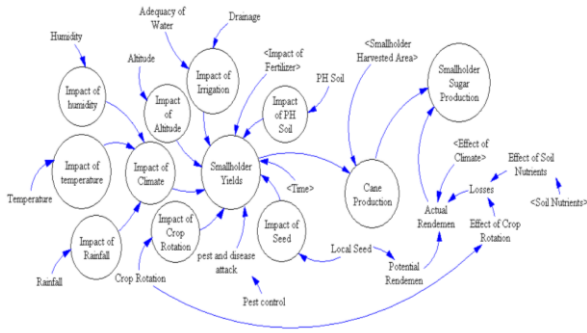 Adequacy of
Water
Drainage
Humidity
Altitude
<Impact of
Fertilizer>
<Smallholder
Harvested Area>
Smallholder
Sugar
Production
Impact of
humidity
Impact
of
Altitude
Impact of
Irrigation
Impact
of PH
Soil
PH Soil
Impact of
temperature
Impact of
Climate
Smallholder
Yields
Cane
Production
<Effect of
Climate>
Effect of Soil
Nutrients
Temperature
<Time>
Losses
<Soil Nutrients>
Impact of
Rainfall
Impact of
Crop
Rotation
Impact of
Seed
Actual
Rendemen
Effect of Crop
Rotation
Rainfall
Crop Rotation
pest and disease
attack
Local Seed
Potential
Rendemen
Pest control